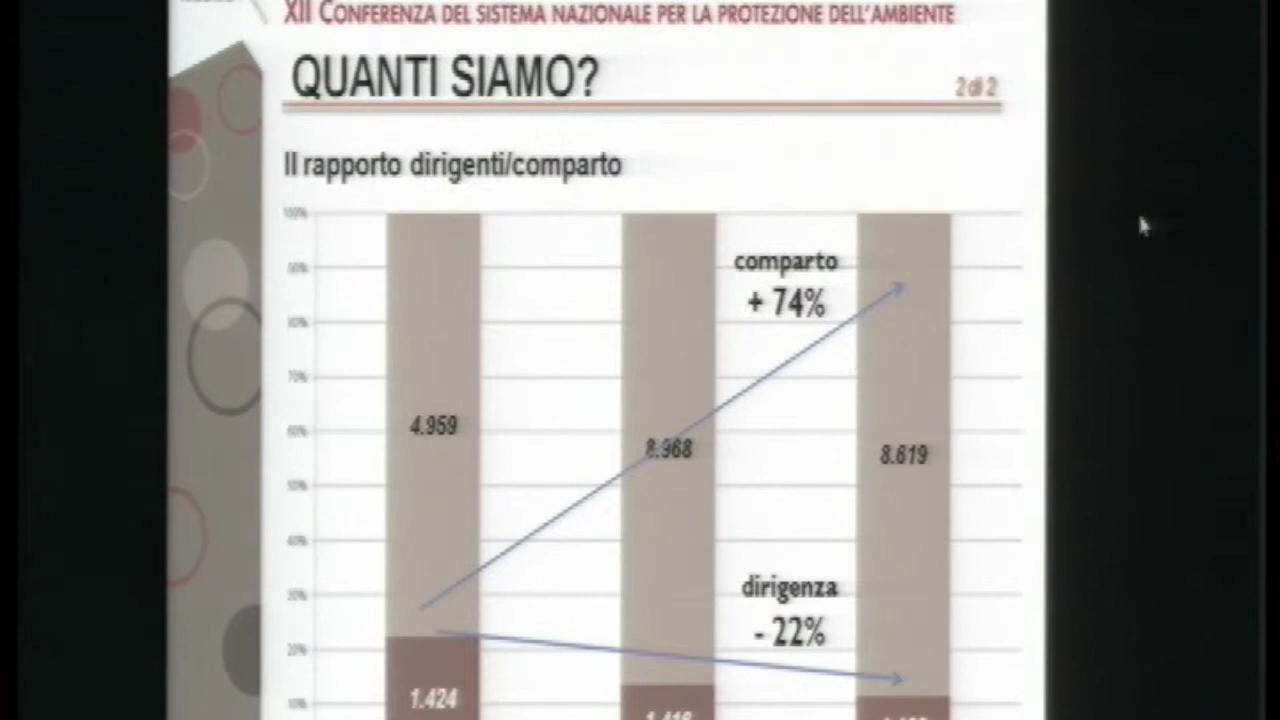 XII CONFERENZA DEL SISTEMA NAZIONALE PER LA PROTEZIONE DELL'AMBIENTE
QUANTI SIAMO?
2 di 2
Il rapporto dirigenti/comparto
100%
90%
80%
70%
60%
50%
40%
30%
20%
10%
comparto
+ 74%
4.959
8.968
8.619
dirigenza
- 22%
1.424